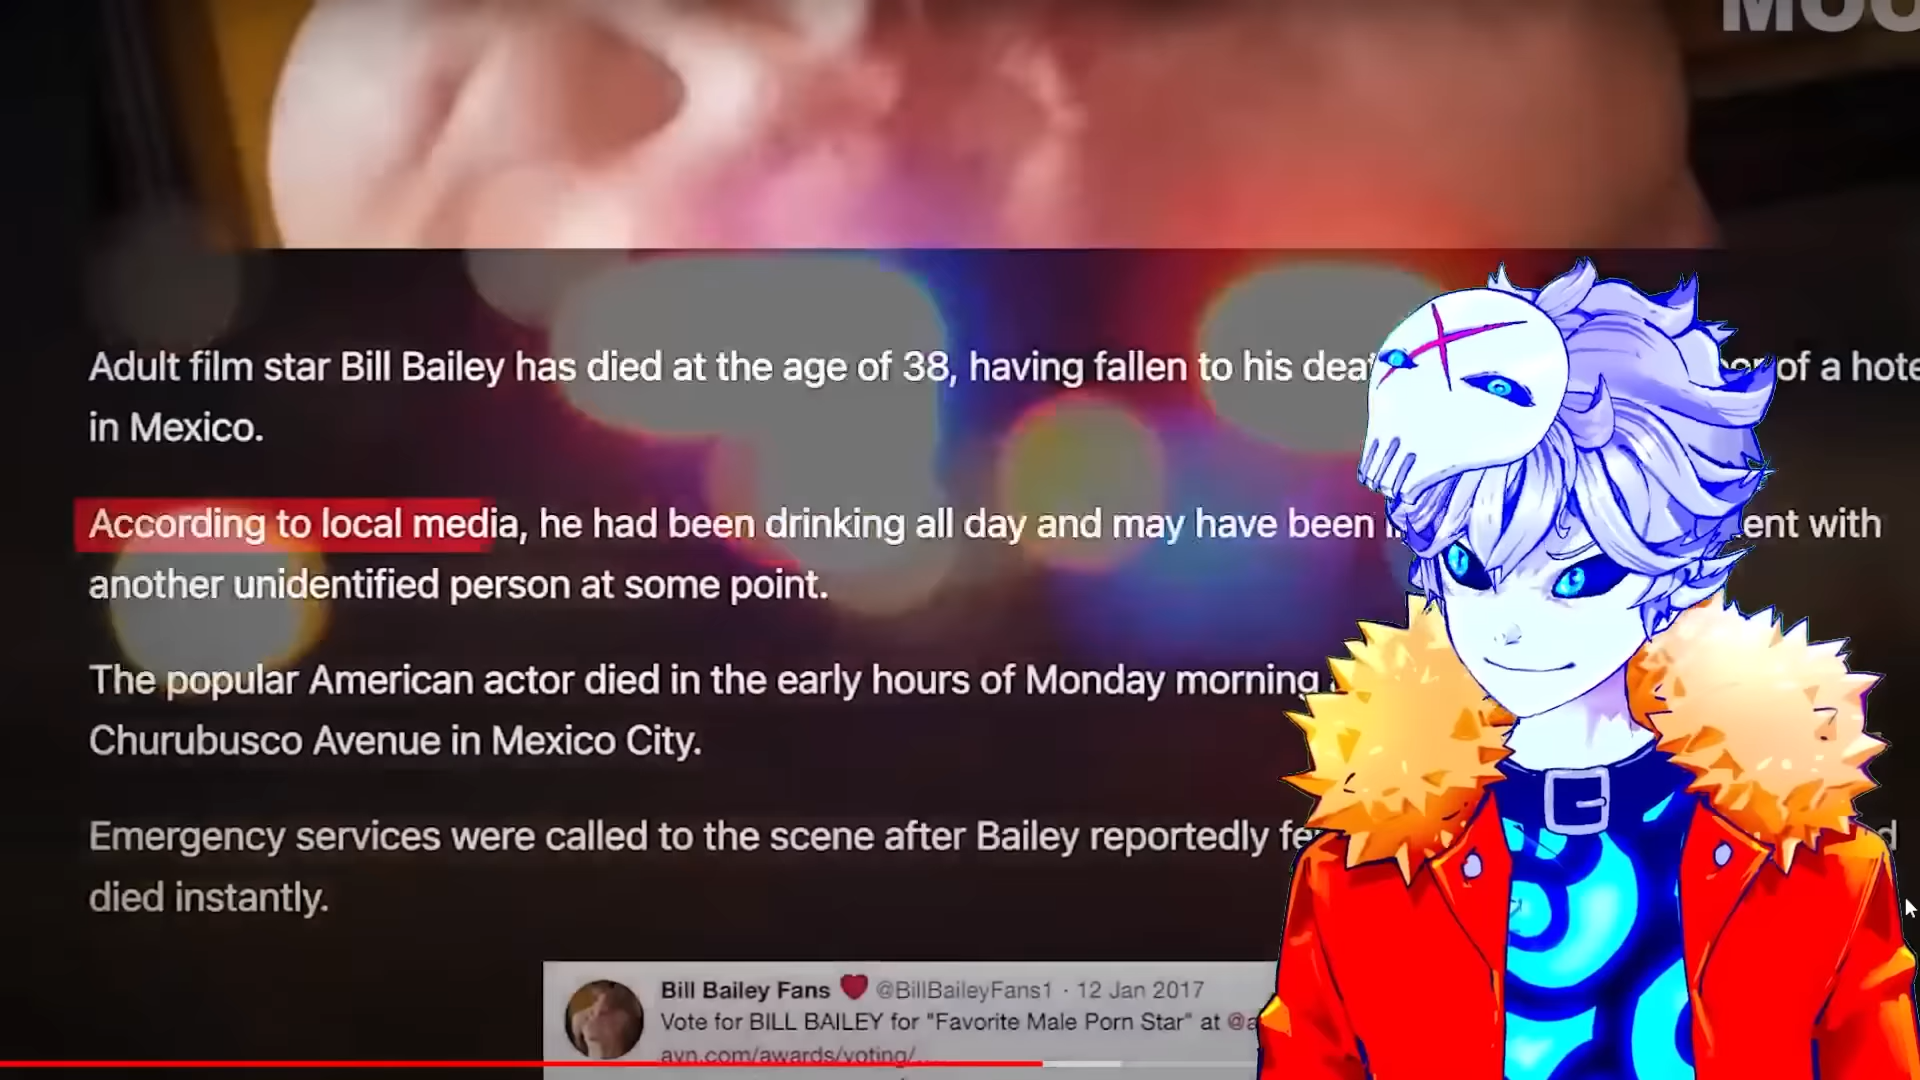 Adult film star Bill Bailey has died at the age of 38, having fallen to his of a
in Mexico.
According to local media, he had been drinking all day and may have been with
another unidentified person at some point.
The popular American actor died in the early hours of Monday morning
Churubusco Avenue in Mexico City.
Emergency services were called to the scene after Bailey reportedly
died instantly.
Bill Bailey Fans ❤ @BillBaileyFans1 · 12 Jan 2017
Vote for BILL BAILEY for "Favorite Male Porn Star" at
avn.com/awards/voting/...